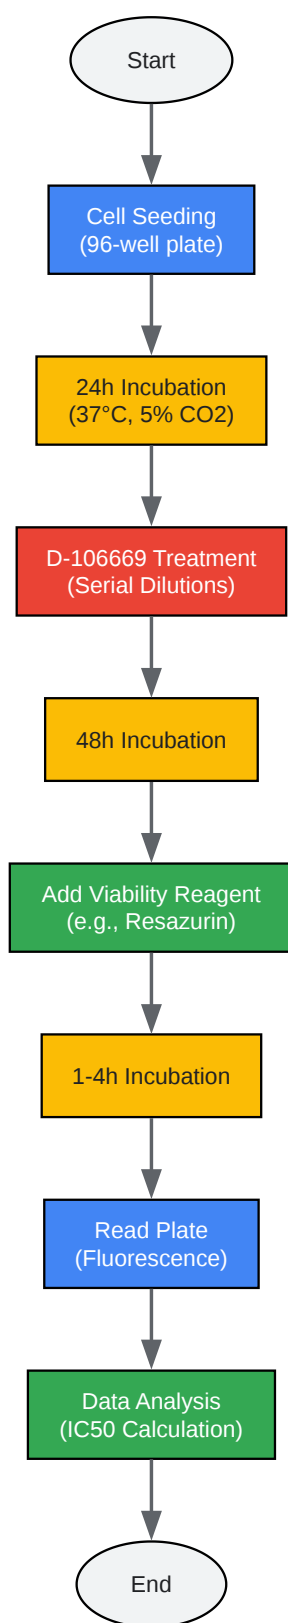 Start
Cell Seeding
(96-well plate)
24h Incubation
(37°C, 5% CO2)
D-106669 Treatment
(Serial Dilutions)
48h Incubation
Add Viability Reagent
(e.g., Resazurin)
1-4h Incubation
Read Plate
(Fluorescence)
Data Analysis
(IC50 Calculation)
End